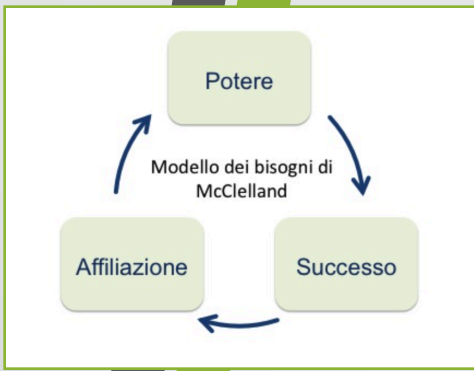 Potere
Modello dei bisogni di
McClelland
Affiliazione
Successo